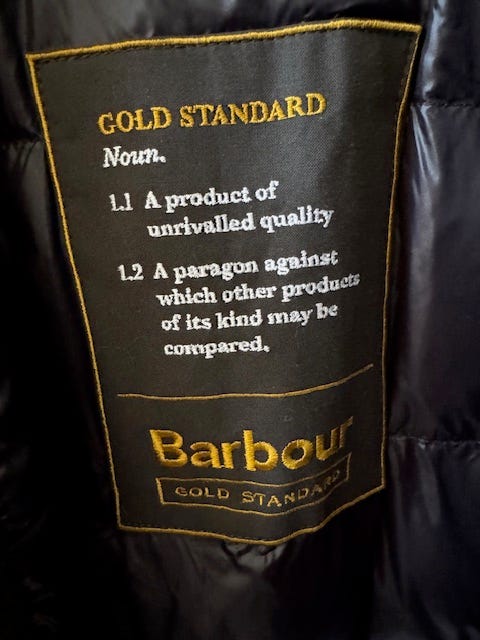 GOLD STANDARD
Noun.
1.1 A product of
unrivalled quality
1.2 A paragon against
which other products
of its kind may be
compared.
Barbour
GOLD STANDARD